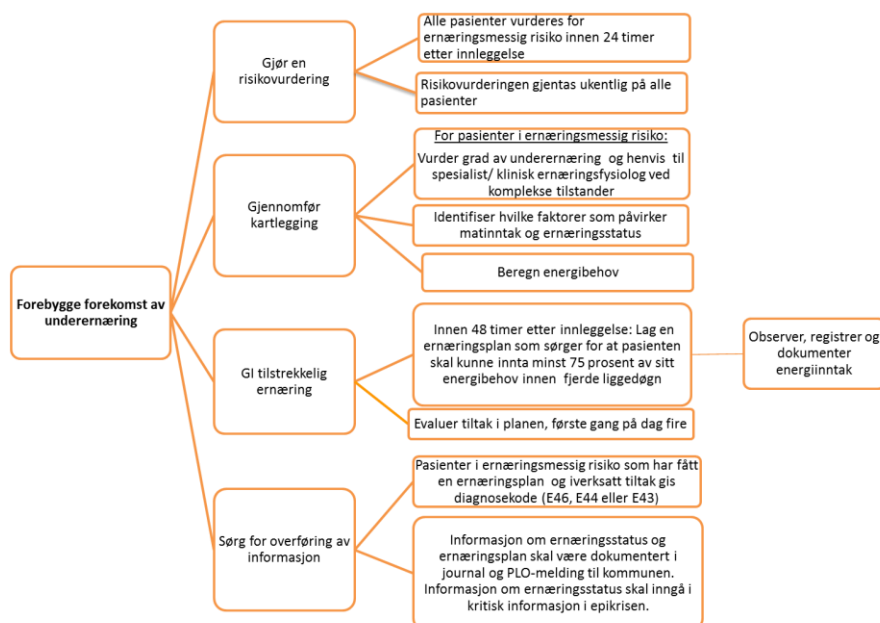 Forebygge forekomst av
underernæring
Gjør en
risikovurdering
Alle pasienter vurderes for
ernæringsmessig risiko innen 24 timer
etter innleggelse
Risikovurderingen gjentas ukentlig på alle
pasienter
Gjennomfør
kartlegging
For pasienter i ernæringsmessig risiko:
Vurder grad av underernæring og henvis til
spesialist/ klinisk ernæringsfysiolog ved
komplekse tilstander
Identifiser hvilke faktorer som påvirker
matinntak og ernæringsstatus
Beregn energibehov
GI tilstrekkelig
ernæring
Innen 48 timer etter innleggelse: Lag en
ernæringsplan som sørger for at pasienten
skal kunne innta minst 75 prosent av sitt
energibehov innen fjerde liggedøgn
Observer, registrer og
dokumenter
energiinntak
Evaluer tiltak i planen, første gang på dag fire
Sørg for overføring av
informasjon
Pasienter i ernæringsmessig risiko som har fått
en ernæringsplan og iverksatt tiltak gis
diagnosekode (E46, E44 eller E43)
Informasjon om ernæringsstatus og
ernæringsplan skal være dokumentert i
journal og PLO-melding til kommunen.
Informasjon om ernæringsstatus skal inngå i
kritisk informasjon i epikrisen.